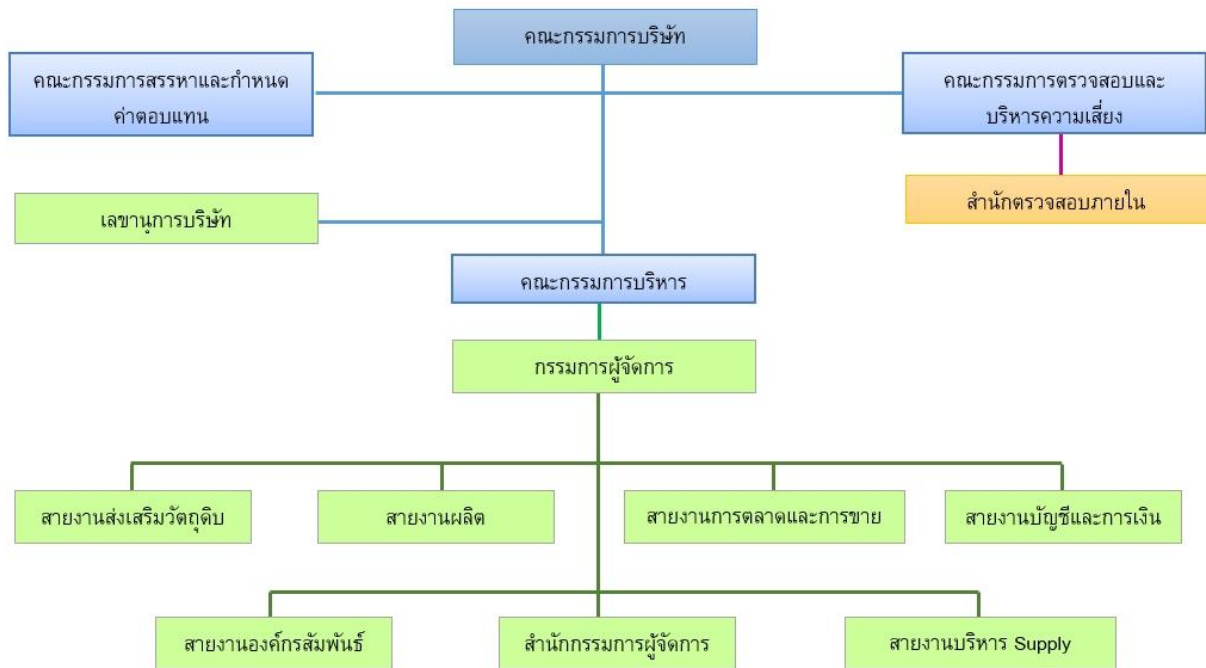 คณะกรรมการบริษัท
คณะกรรมการสรรหาและกำหนด
ค่าตอบแทน
คณะกรรมการตรวจสอบและ
บริหารความเสี่ยง
สำนักตรวจสอบภายใน
เลขานุการบริษัท
คณะกรรมการบริหาร
กรรมการผู้จัดการ
สายงานส่งเสริมวัตถุดิบ
สายงานผลิต
สายงานการตลาดและการขาย
สายงานบัญชีและการเงิน
สายงานองค์กรสัมพันธ์
สำนักกรรมการผู้จัดการ
สายงานบริหาร Supply